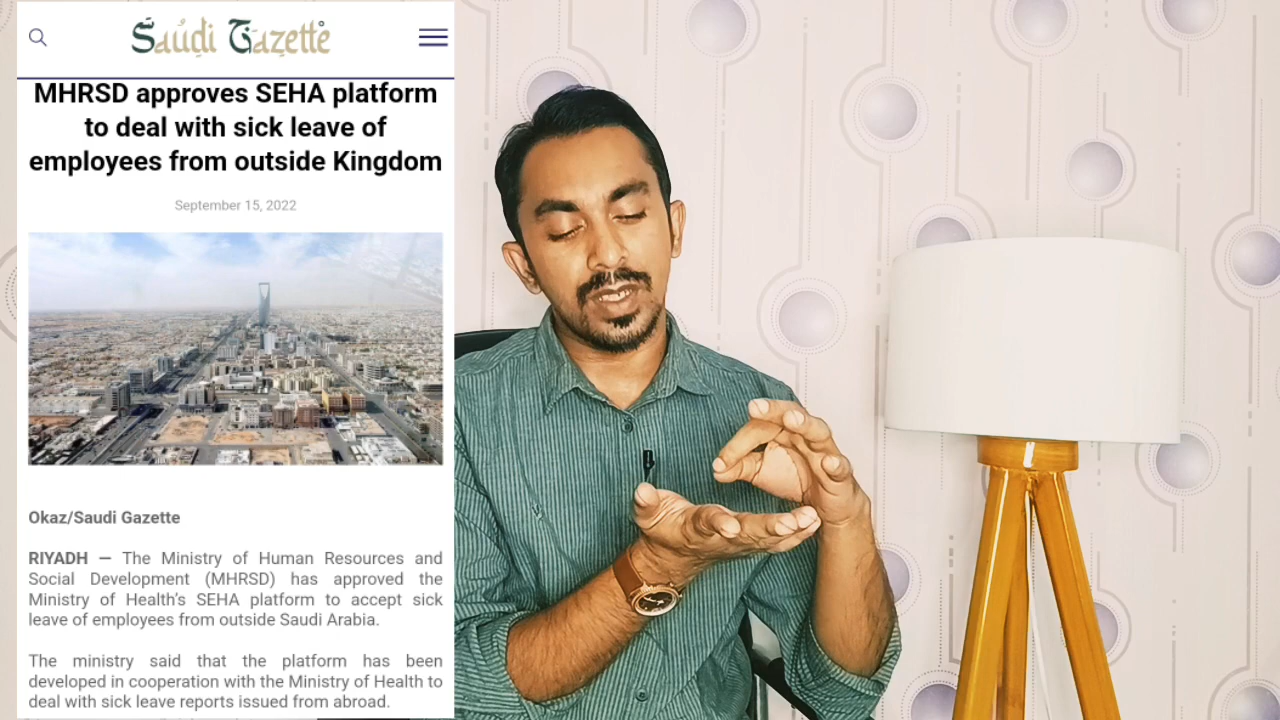 Saudi Gazette
MHRSD approves SEHA platform
to deal with sick leave of
employees from outside Kingdom
September 15, 2022
Okaz/Saudi Gazette
RIYADH — The Ministry of Human Resources and
Social Development (MHRSD) has approved the
Ministry of Health's SEHA platform to accept sick
leave of employees from outside Saudi Arabia.
The ministry said that the platform has been
developed in cooperation with the Ministry of Health to
deal with sick leave reports issued from abroad.